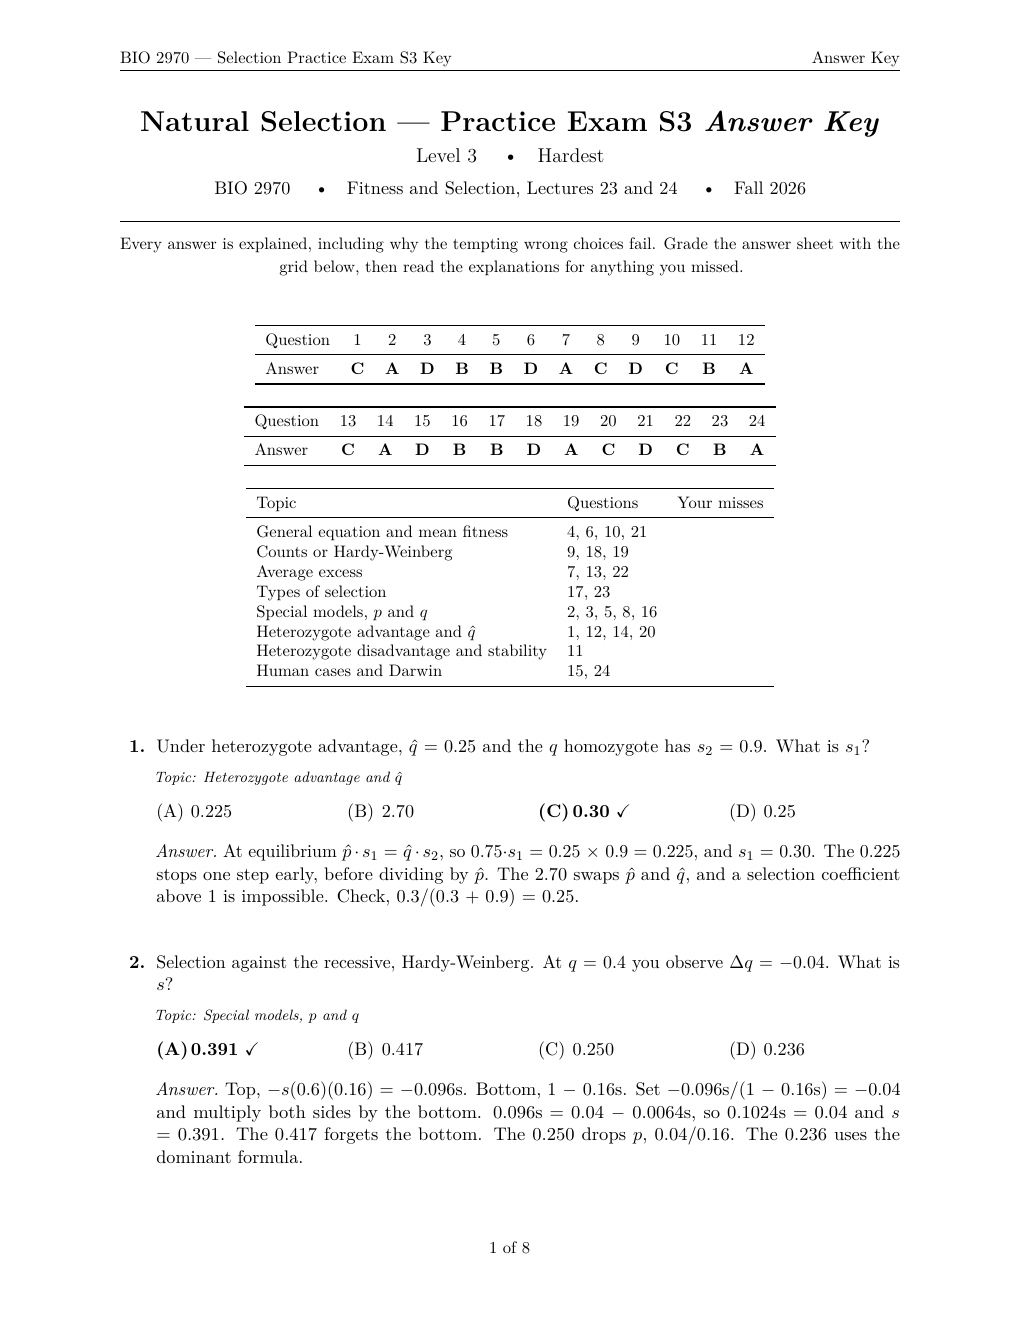 BIO 2970 — Selection Practice Exam S3 Key Answer Key
Natural Selection — Practice Exam S3 Answer Key
Level 3 • Hardest
BIO 2970 • Fitness and Selection, Lectures 23 and 24 • Fall 2026
Every answer is explained, including why the tempting wrong choices fail. Grade the answer sheet with the
grid below, then read the explanations for anything you missed.
Question 1 2 3 4 5 6 7 8 9 10 11 12
Answer C A D B B D A C D C B A
Question 13 14 15 16 17 18 19 20 21 22 23 24
Answer C A D B B D A C D C B A
Topic Questions Your misses
General equation and mean fitness 4, 6, 10, 21
Counts or Hardy-Weinberg 9, 18, 19
Average excess 7, 13, 22
Types of selection 17, 23
Special models, p and q 2, 3, 5, 8, 16
Heterozygote advantage and q̂ 1, 12, 14, 20
Heterozygote disadvantage and stability 11
Human cases and Darwin 15, 24
1. Under heterozygote advantage, q̂ = 0.25 and the q homozygote has s₂ = 0.9. What is s₁?
Topic: Heterozygote advantage and q̂
(A) 0.225 (B) 2.70 (C) 0.30 ✓ (D) 0.25
Answer. At equilibrium p̂ · s₁ = q̂ · s₂, so 0.75·s₁ = 0.25 × 0.9 = 0.225, and s₁ = 0.30. The 0.225
stops one step early, before dividing by p̂. The 2.70 swaps p̂ and q̂, and a selection coefficient
above 1 is impossible. Check, 0.3/(0.3 + 0.9) = 0.25.
2. Selection against the recessive, Hardy-Weinberg. At q = 0.4 you observe Δq = −0.04. What is
s?
Topic: Special models, p and q
(A) 0.391 ✓ (B) 0.417 (C) 0.250 (D) 0.236
Answer. Top, −s(0.6)(0.16) = −0.096s. Bottom, 1 − 0.16s. Set −0.096s/(1 − 0.16s) = −0.04
and multiply both sides by the bottom. 0.096s = 0.04 − 0.0064s, so 0.1024s = 0.04 and s
= 0.391. The 0.417 forgets the bottom. The 0.250 drops p, 0.04/0.16. The 0.236 uses the
dominant formula.
1 of 8